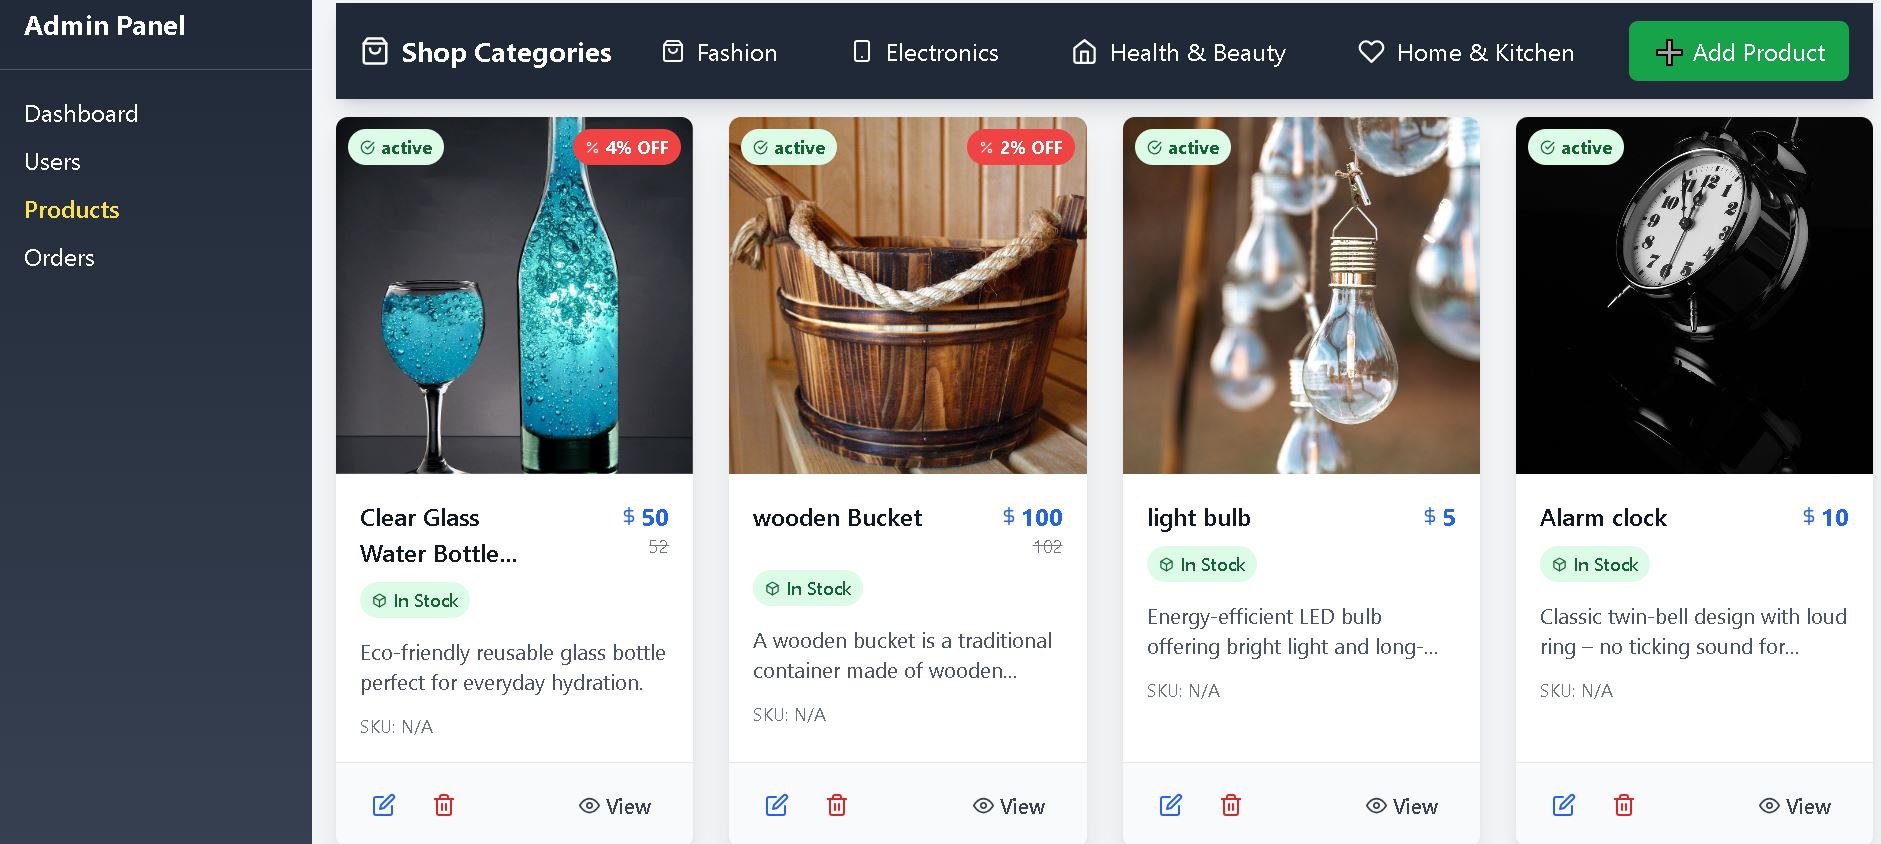 Admin Panel
Dashboard
Users
Products
Orders
Shop Categories
Fashion
Electronics
Health & Beauty
Home & Kitchen
Add Product
active
% 4% OFF
Clear Glass
Water Bottle...
$ 50
52
In Stock
Eco-friendly reusable glass bottle
perfect for everyday hydration.
SKU: N/A
View
active
% 2% OFF
wooden Bucket
$ 100
102
In Stock
A wooden bucket is a traditional
container made of wooden...
SKU: N/A
View
active
light bulb
$ 5
In Stock
Energy-efficient LED bulb
offering bright light and long-...
SKU: N/A
View
active
Alarm clock
$ 10
In Stock
Classic twin-bell design with loud
ring – no ticking sound for...
SKU: N/A
View